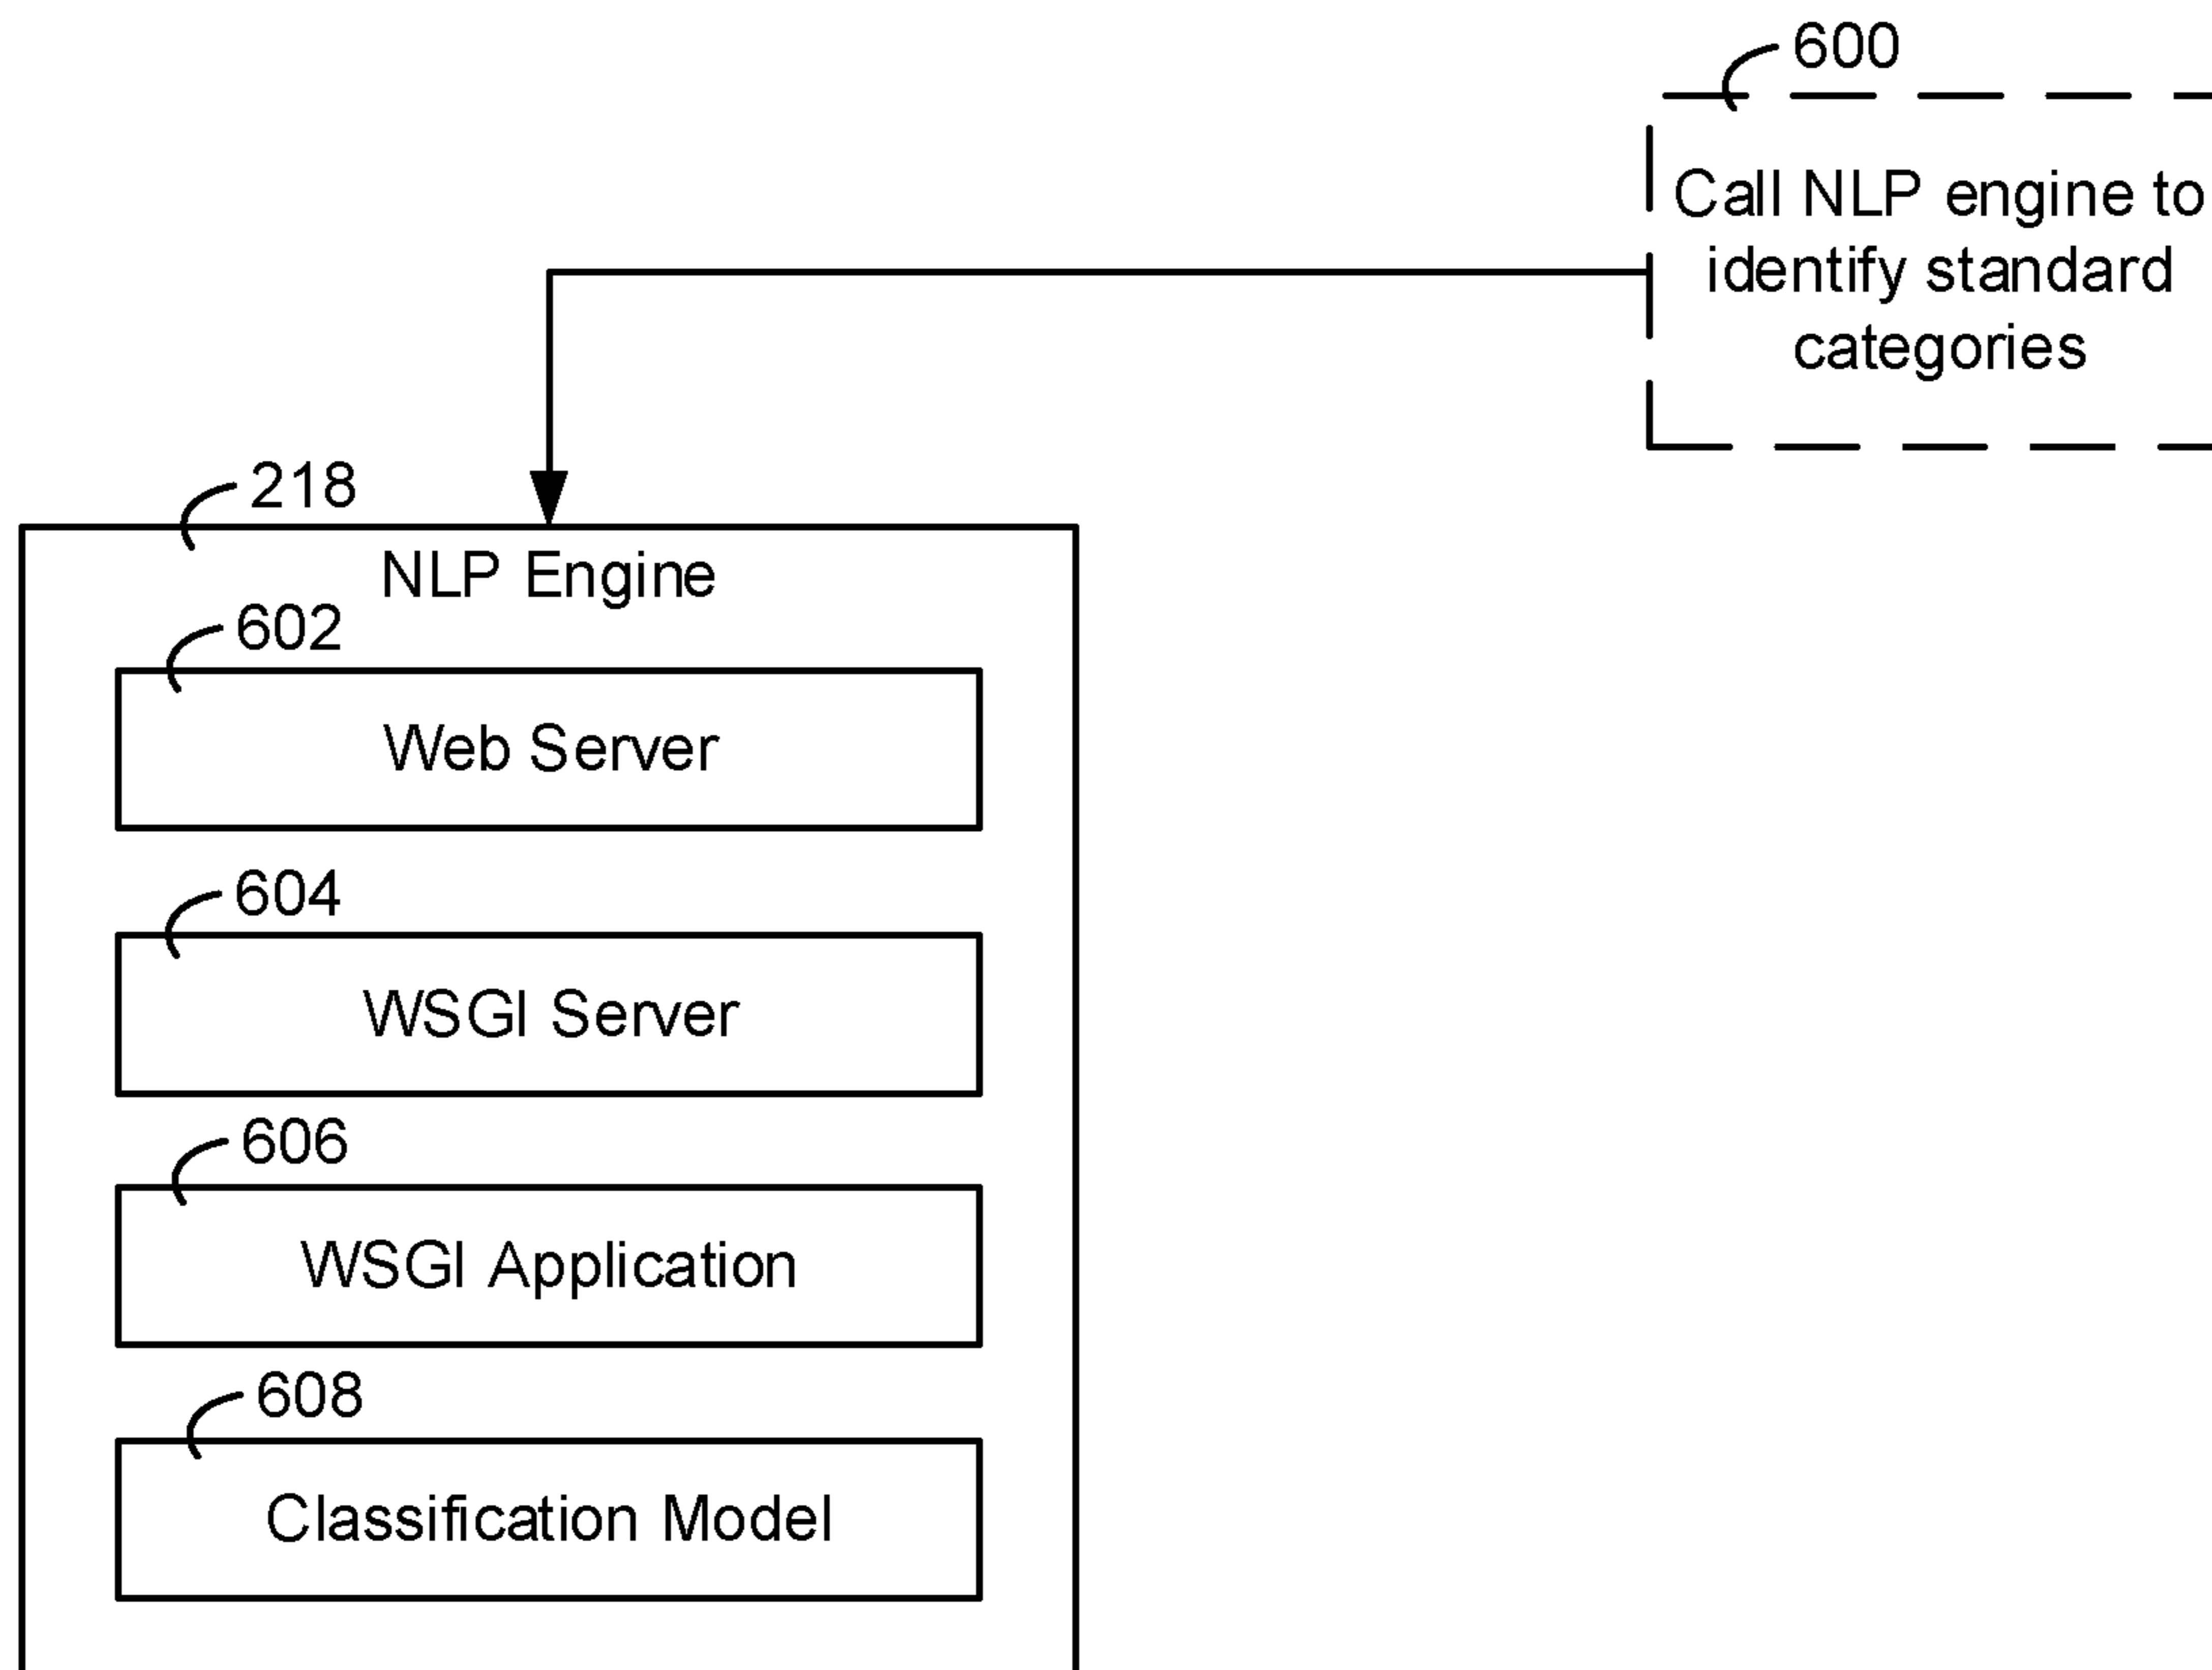 600
Call NLP engine to
identify standard
categories
218
NLP Engine
602
Web Server
604
WSGI Server
606
WSGI Application
608
Classification Model